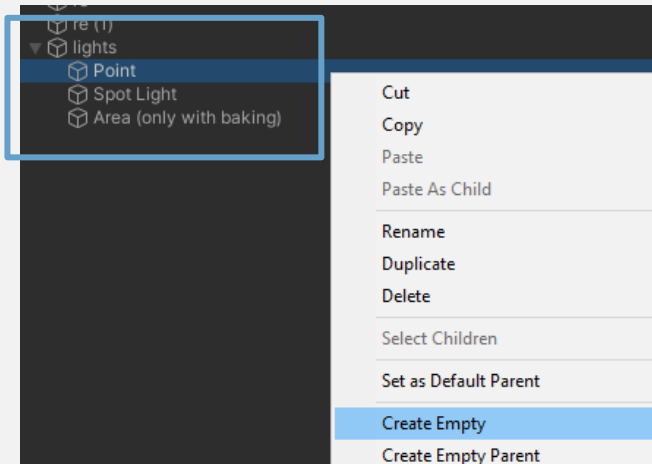 re (1)
lights
Point
Spot Light
Area (only with baking)
Cut
Copy
Paste
Paste As Child
Rename
Duplicate
Delete
Select Children
Set as Default Parent
Create Empty
Create Empty Parent